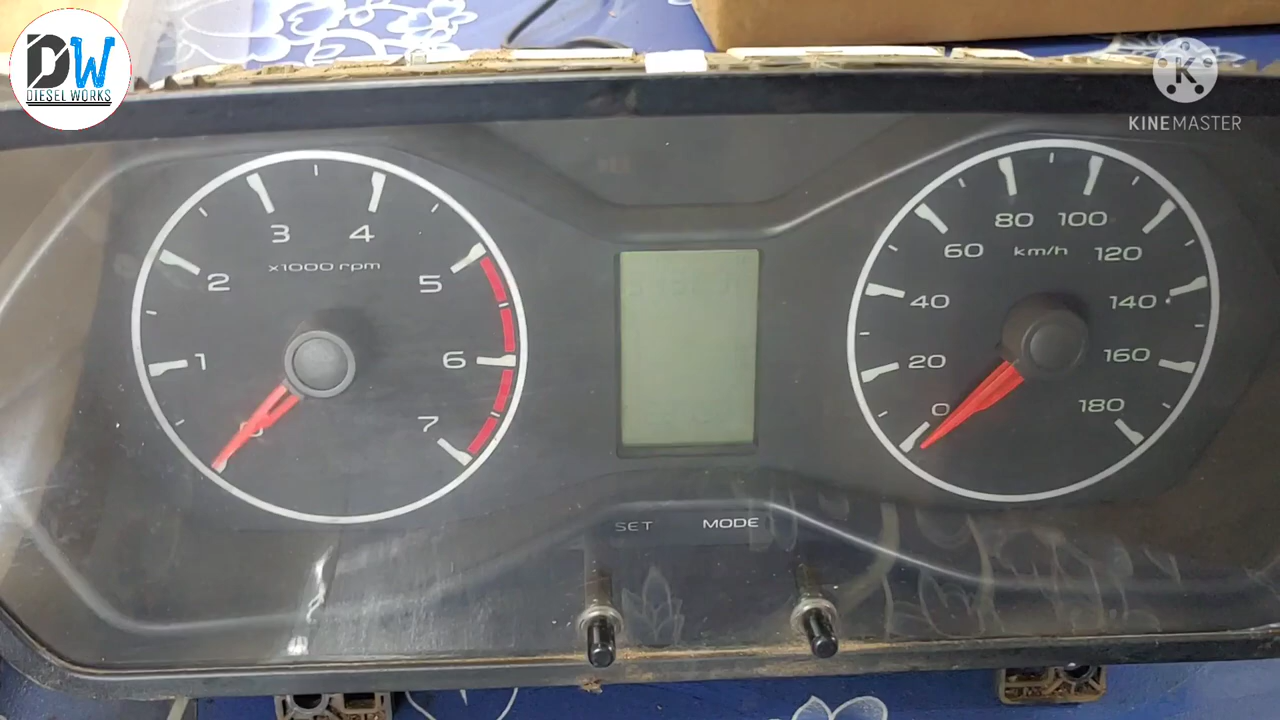 DW
DIESEL WORKS
K
KINEMASTER
3 4
x1000 rpm
2 5
1 6
0 7
80 100
60 km/h 120
40 140
20 160
0 180
SET MODE